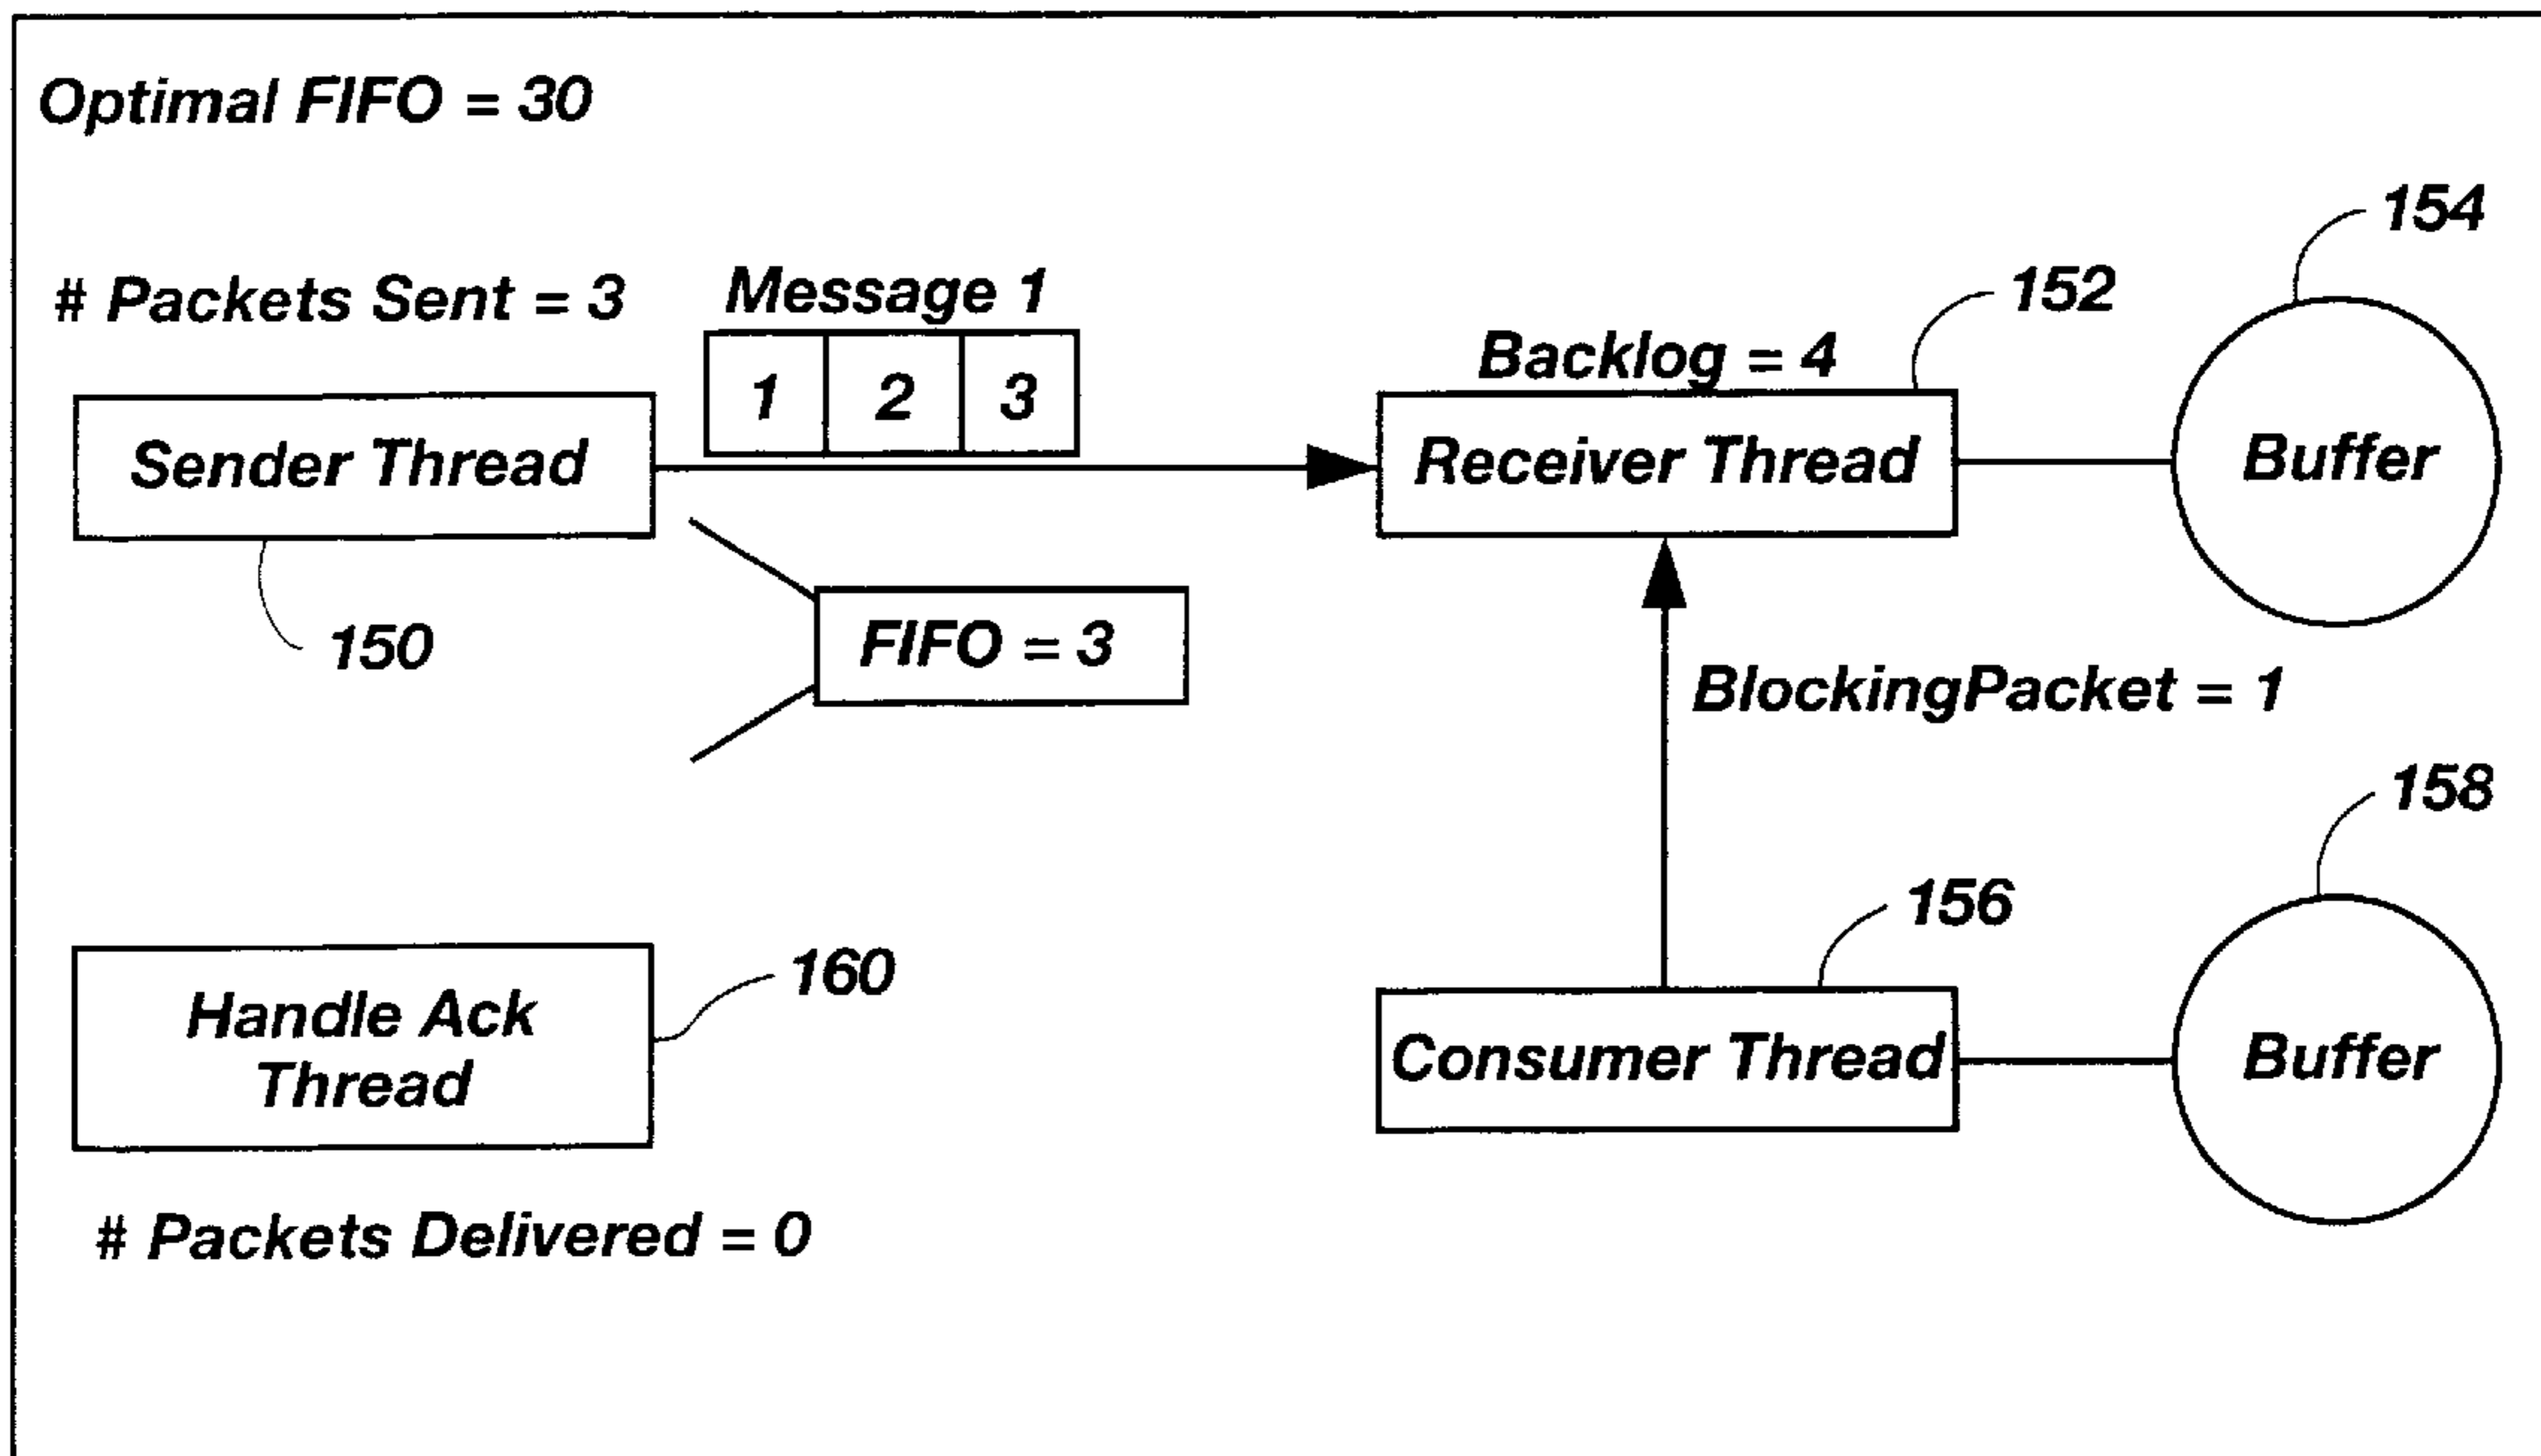 Optimal FIFO = 30
154
152
# Packets Sent = 3
Message 1
1 2 3
Backlog = 4
Sender Thread
Receiver Thread
Buffer
150
FIFO = 3
BlockingPacket = 1
158
156
160
Handle Ack
Thread
Consumer Thread
Buffer
# Packets Delivered = 0